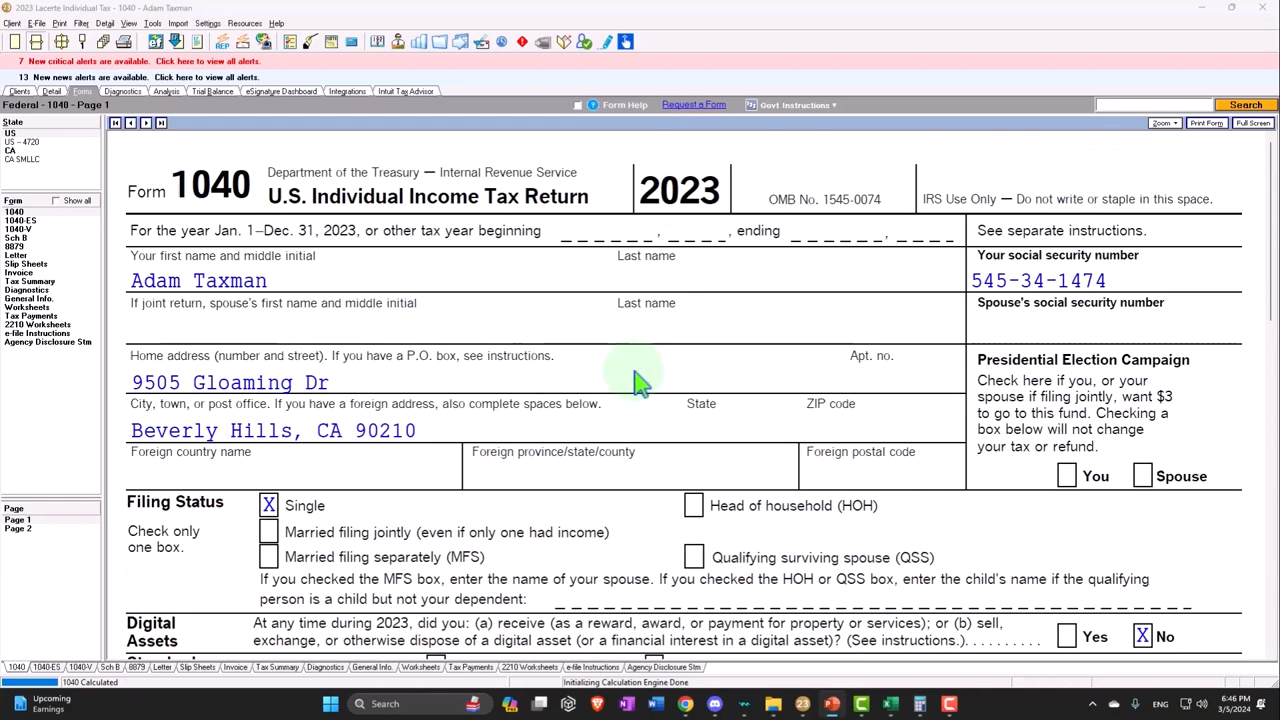 2023 Lacerte Individual Tax - 1040 - Adam Taxman
Client E-File Print Filter Detail View Tools Import Settings Resources Help
REP
7 New critical alerts are available. Click here to view all alerts.
13 New news alerts are available. Click here to view all alerts.
Clients Detail Forms Diagnostics Analysis Trial Balance eSignature Dashboard Integrations Intuit Tax Advisor
Federal - 1040 - Page 1
Form Help Request a Form Govt Instructions Search
State
US
US – 4720
CA
CA SMLLC
Form Show all
1040
1040-ES
1040-V
Sch B
8879
Letter
Slip Sheets
Invoice
Tax Summary
Diagnostics
General Info.
Worksheets
Tax Payments
2210 Worksheets
e-file Instructions
Agency Disclosure Stm
Page
Page 1
Page 2
Zoom Print Form Full Screen
Form 1040 Department of the Treasury — Internal Revenue Service
U.S. Individual Income Tax Return 2023 OMB No. 1545-0074 IRS Use Only – Do not write or staple in this space.
For the year Jan. 1–Dec. 31, 2023, or other tax year beginning , , ending , See separate instructions.
Your first name and middle initial Last name Your social security number
Adam Taxman 545-34-1474
If joint return, spouse's first name and middle initial Last name Spouse's social security number
Home address (number and street). If you have a P.O. box, see instructions. Apt. no.
9505 Gloaming Dr
City, town, or post office. If you have a foreign address, also complete spaces below. State ZIP code
Beverly Hills, CA 90210
Foreign country name Foreign province/state/county Foreign postal code
Presidential Election Campaign
Check here if you, or your
spouse if filing jointly, want $3
to go to this fund. Checking a
box below will not change
your tax or refund.
You Spouse
Filing Status X Single Head of household (HOH)
Check only
one box.
Married filing jointly (even if only one had income)
Married filing separately (MFS) Qualifying surviving spouse (QSS)
If you checked the MFS box, enter the name of your spouse. If you checked the HOH or QSS box, enter the child's name if the qualifying
person is a child but not your dependent:
Digital
Assets
At any time during 2023, did you: (a) receive (as a reward, award, or payment for property or services); or (b) sell,
exchange, or otherwise dispose of a digital asset (or a financial interest in a digital asset)? (See instructions.) Yes X No
1040 1040-ES 1040-V Sch B 8879 Letter Slip Sheets Invoice Tax Summary Diagnostics General Info. Worksheets Tax Payments 2210 Worksheets e-file Instructions Agency Disclosure Stm
1040 Calculated Initializing Calculation Engine Done
Upcoming
Earnings
Search
ENG
6:46 PM
3/5/2024